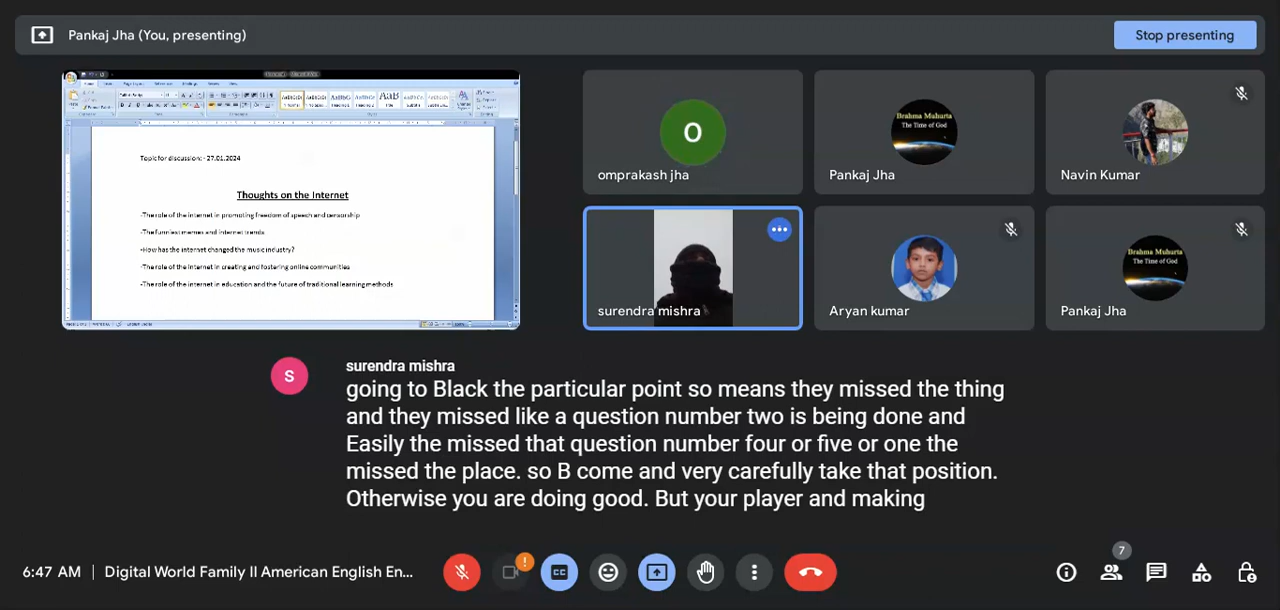 Pankaj Jha (You, presenting)
Stop presenting
Topic for discussion: - 27.01.2024
Thoughts on the Internet
-The role of the internet in promoting freedom of speech and censorship
-The funniest memes and internet trends
-How has the internet changed the music industry?
-The role of the internet in creating and fostering online communities
-The role of the internet in education and the future of traditional learning methods
O
omprakash jha
Brahma Muhurta
The Time of God
Pankaj Jha
Navin Kumar
surendra mishra
Aryan kumar
Brahma Muhurta
The Time of God
Pankaj Jha
S
surendra mishra
going to Black the particular point so means they missed the thing
and they missed like a question number two is being done and
Easily the missed that question number four or five or one the
missed the place. so B come and very carefully take that position.
Otherwise you are doing good. But your player and making
6:47 AM | Digital World Family II American English En...
CC
7